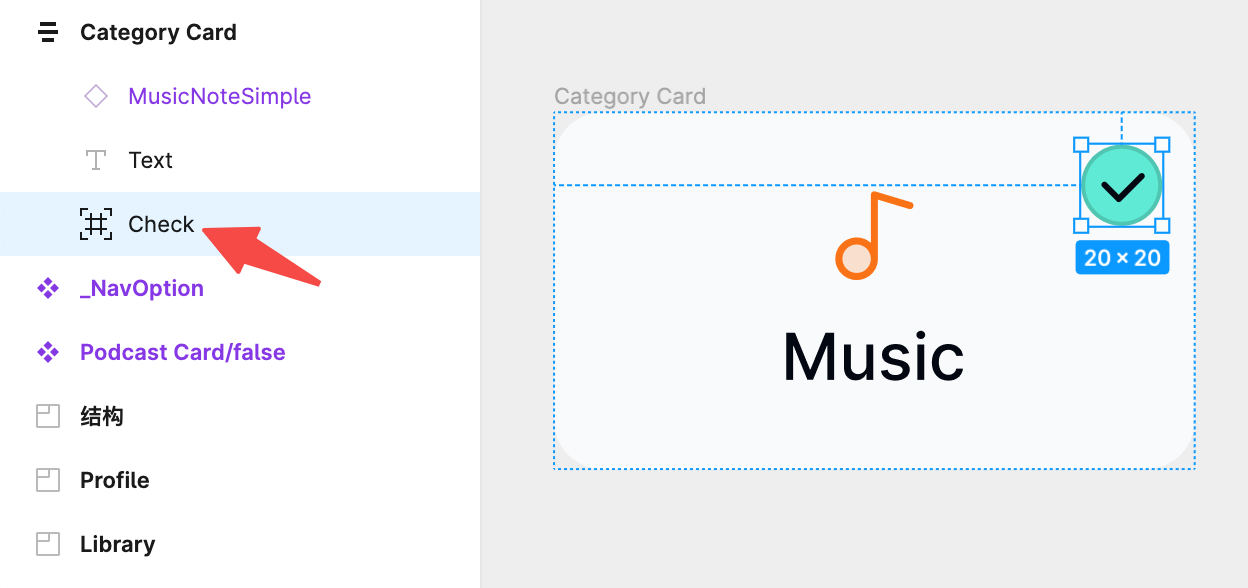 Category Card
MusicNoteSimple
Text
Check
_NavOption
Podcast Card/false
结构
Profile
Library
Category Card
20 × 20
Music